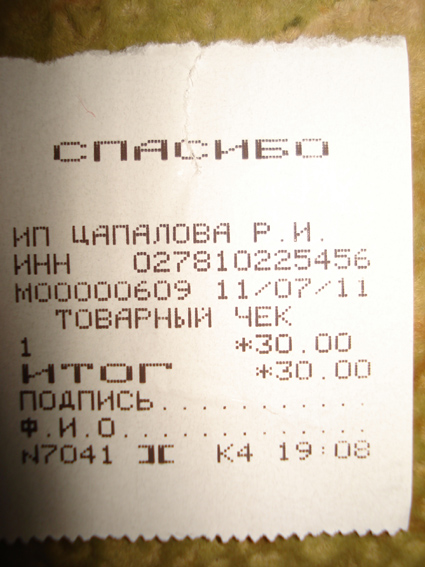 СПАСИБО
ИП ЦАПАЛОВА Р.И.
ИНН 027810225456
М00000609 11/07/11
ТОВАРНЫЙ ЧЕК
1 *30.00
ИТОГ *30.00
ПОДПИСЬ............
Ф.И.О..............
N7041 K4 19:08